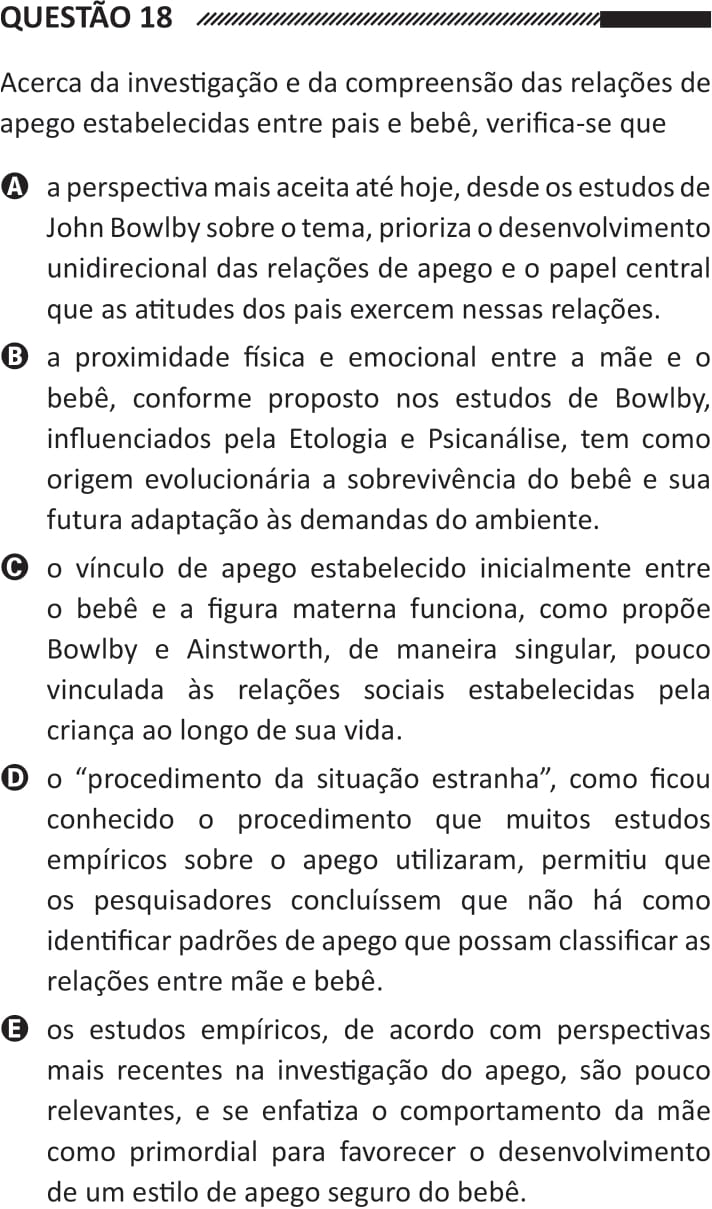 QUESTÃO 18
Acerca da investigação e da compreensão das relações de
apego estabelecidas entre pais e bebê, verifica-se que
A a perspectiva mais aceita até hoje, desde os estudos de
John Bowlby sobre o tema, prioriza o desenvolvimento
unidirecional das relações de apego e o papel central
que as atitudes dos pais exercem nessas relações.
B a proximidade física e emocional entre a mãe e o
bebê, conforme proposto nos estudos de Bowlby,
influenciados pela Etologia e Psicanálise, tem como
origem evolucionária a sobrevivência do bebê e sua
futura adaptação às demandas do ambiente.
C o vínculo de apego estabelecido inicialmente entre
o bebê e a figura materna funciona, como propõe
Bowlby e Ainstworth, de maneira singular, pouco
vinculada às relações sociais estabelecidas pela
criança ao longo de sua vida.
D o “procedimento da situação estranha”, como ficou
conhecido o procedimento que muitos estudos
empíricos sobre o apego utilizaram, permitiu que
os pesquisadores concluíssem que não há como
identificar padrões de apego que possam classificar as
relações entre mãe e bebê.
E os estudos empíricos, de acordo com perspectivas
mais recentes na investigação do apego, são pouco
relevantes, e se enfatiza o comportamento da mãe
como primordial para favorecer o desenvolvimento
de um estilo de apego seguro do bebê.